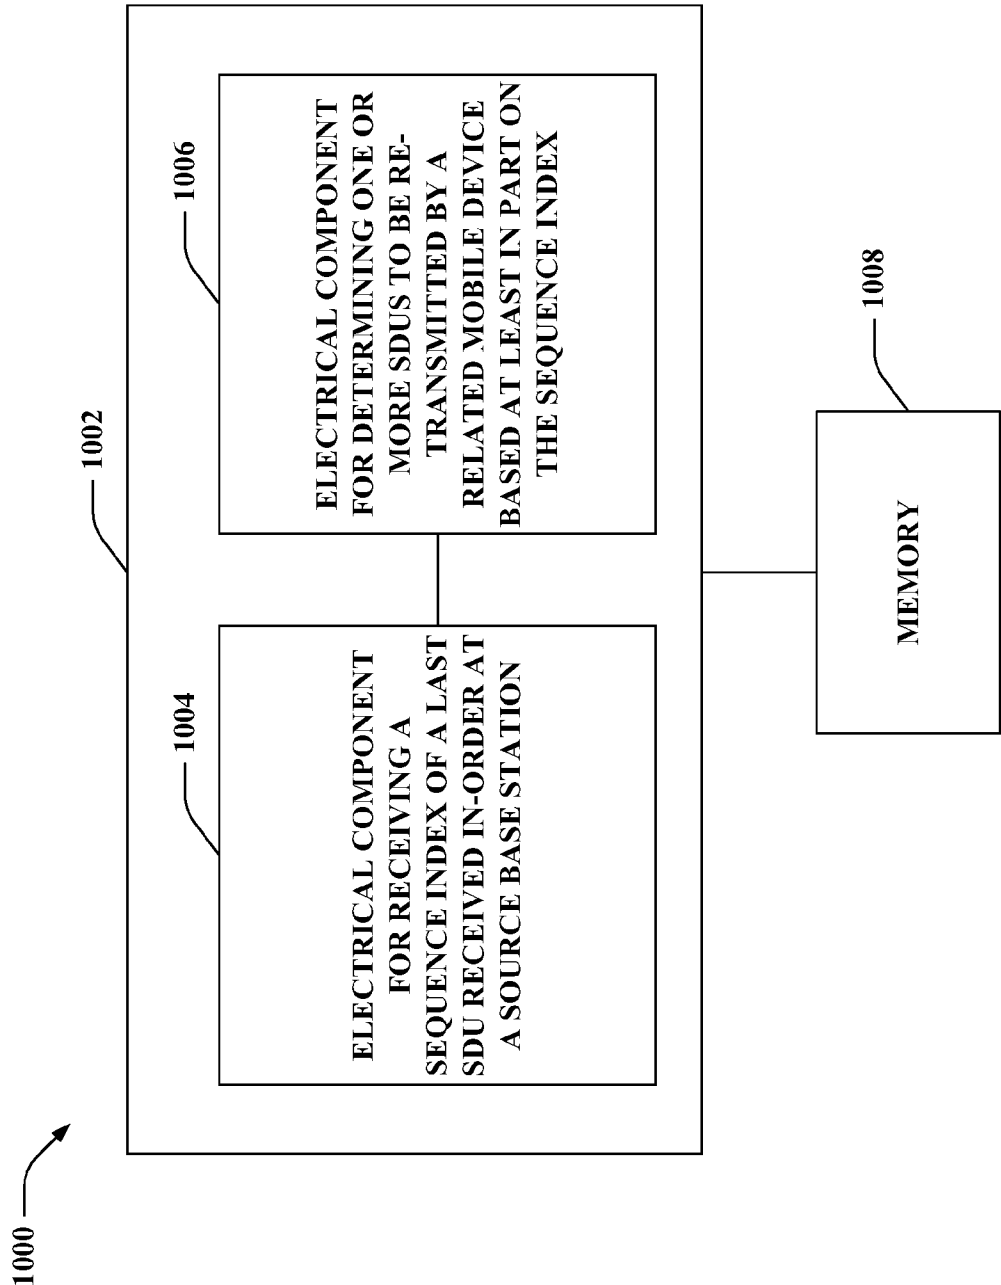 1000
1002
1004
ELECTRICAL COMPONENT
FOR RECEIVING A
SEQUENCE INDEX OF A LAST
SDU RECEIVED IN-ORDER AT
A SOURCE BASE STATION
1006
ELECTRICAL COMPONENT
FOR DETERMINING ONE OR
MORE SDUS TO BE RE-
TRANSMITTED BY A
RELATED MOBILE DEVICE
BASED AT LEAST IN PART ON
THE SEQUENCE INDEX
1008
MEMORY